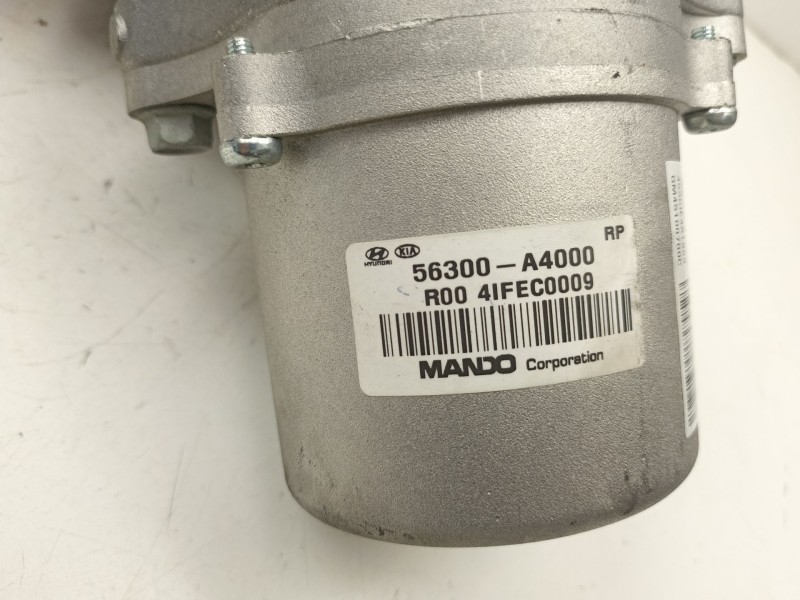 HYUNDAI KIA
RP
56300-A4000
R00 4IFEC0009
MANDO Corporation